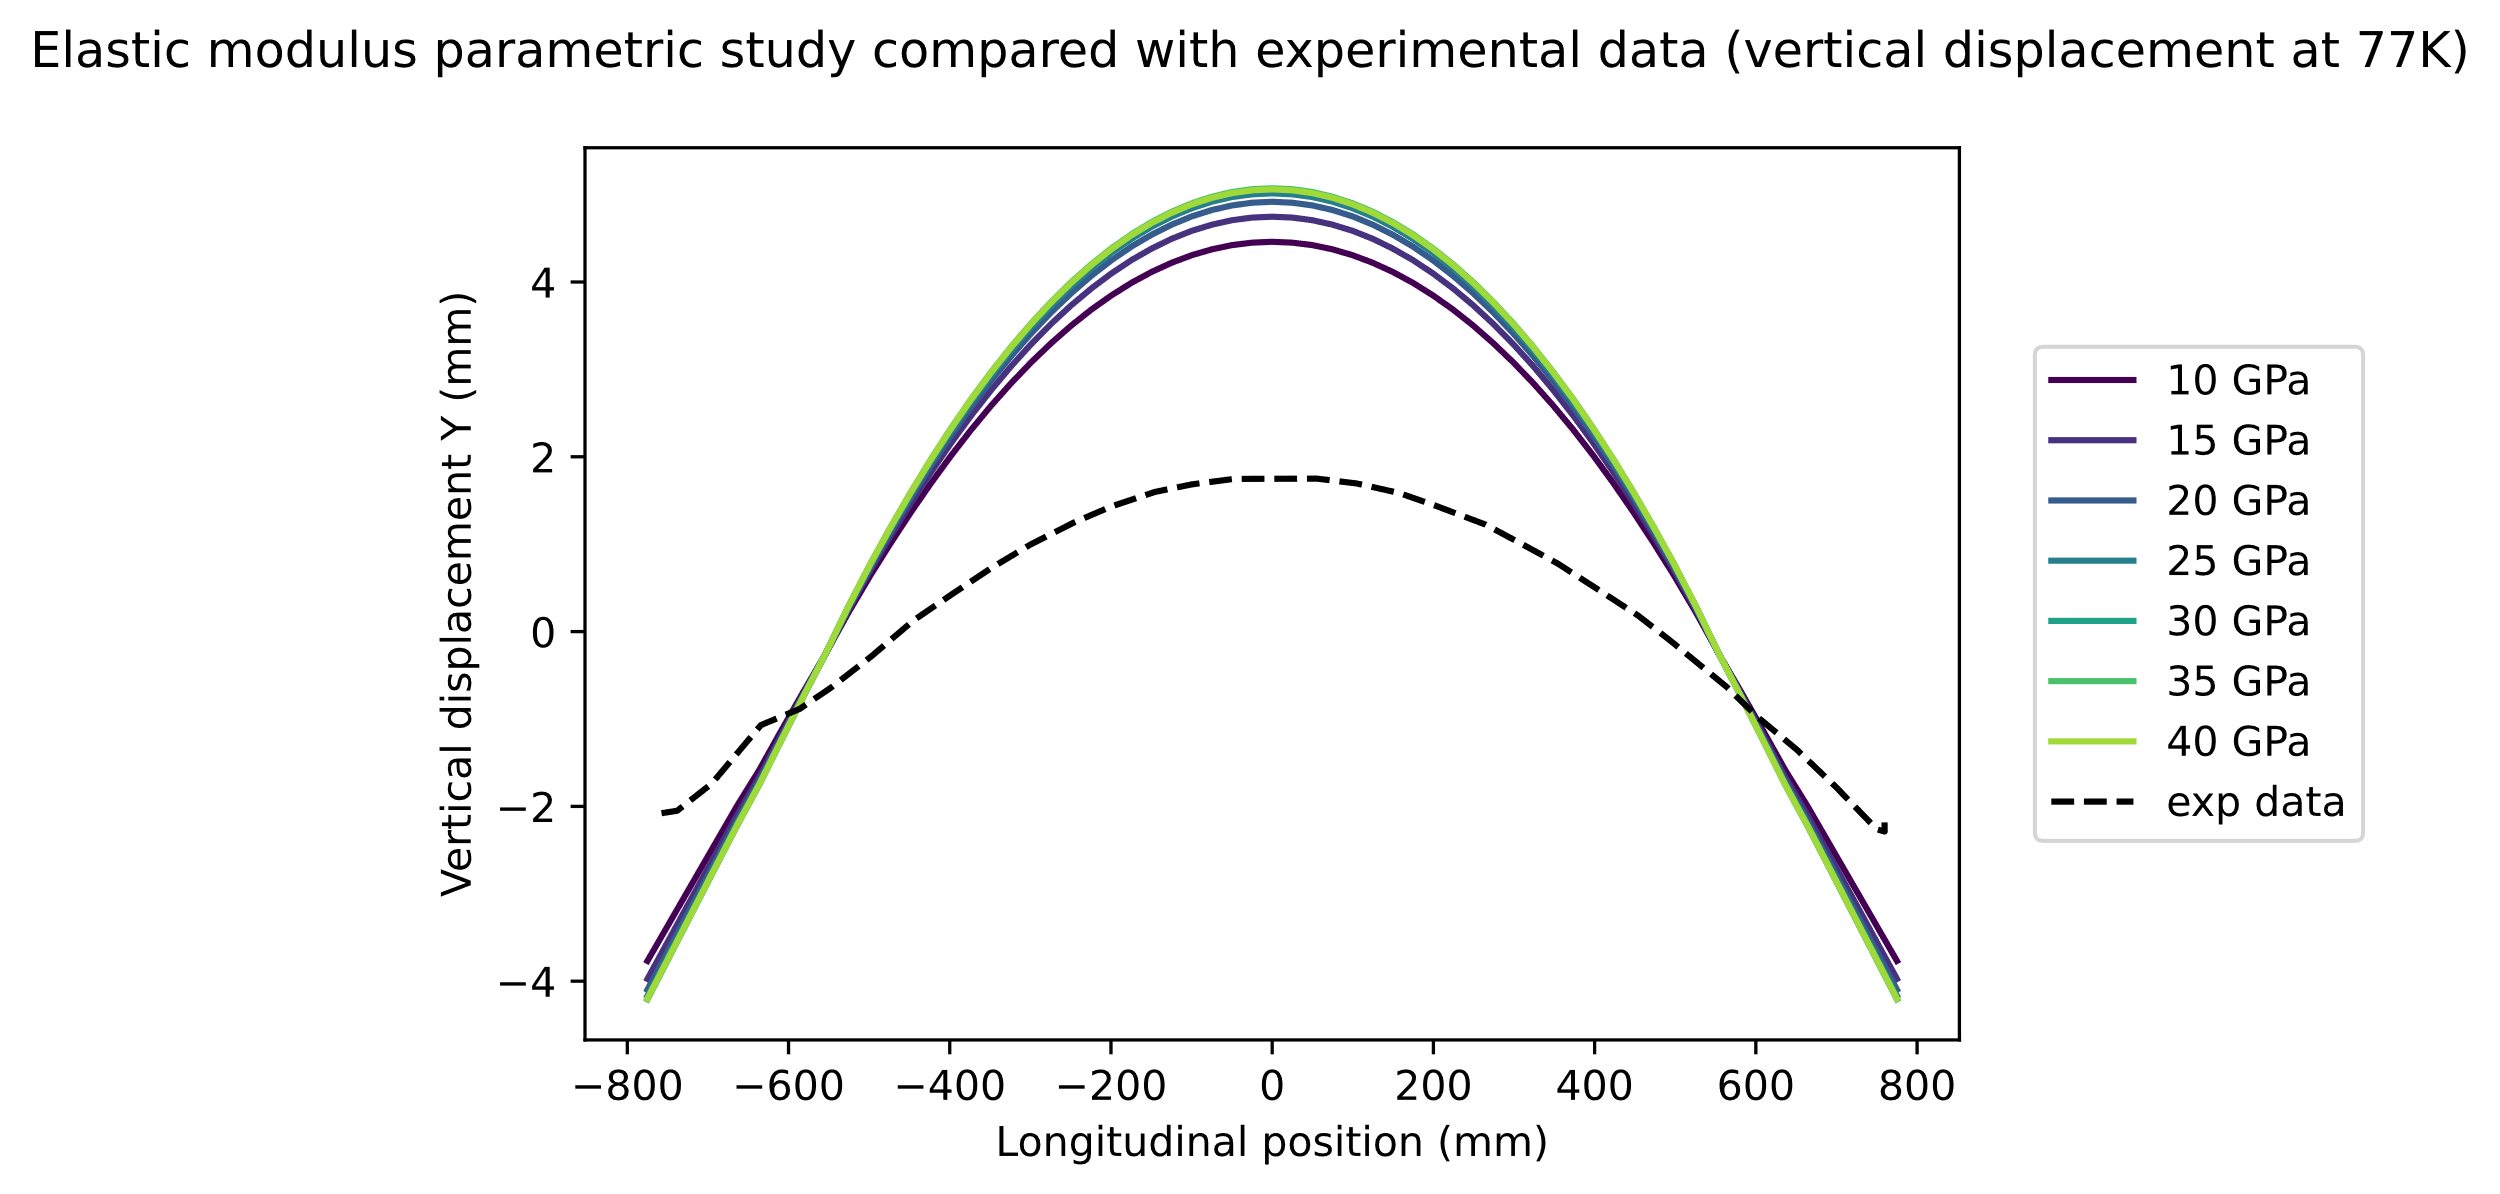 Elastic modulus parametric study compared with experimental data (vertical displacement at 77K)
Vertical displacement Y (mm)
4
2
0
−2
−4
−800
−600
−400
−200
0
200
400
600
800
Longitudinal position (mm)
10 GPa
15 GPa
20 GPa
25 GPa
30 GPa
35 GPa
40 GPa
exp data